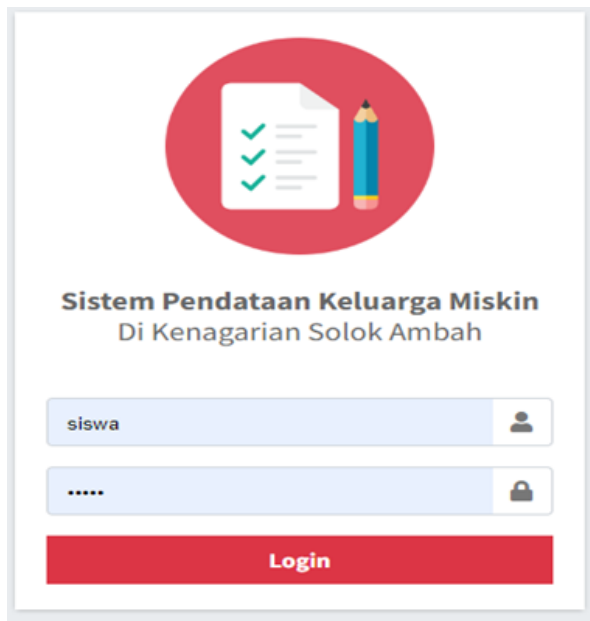 Sistem Pendataan Keluarga Miskin
Di Kenagarian Solok Ambah
siswa
•••••
Login